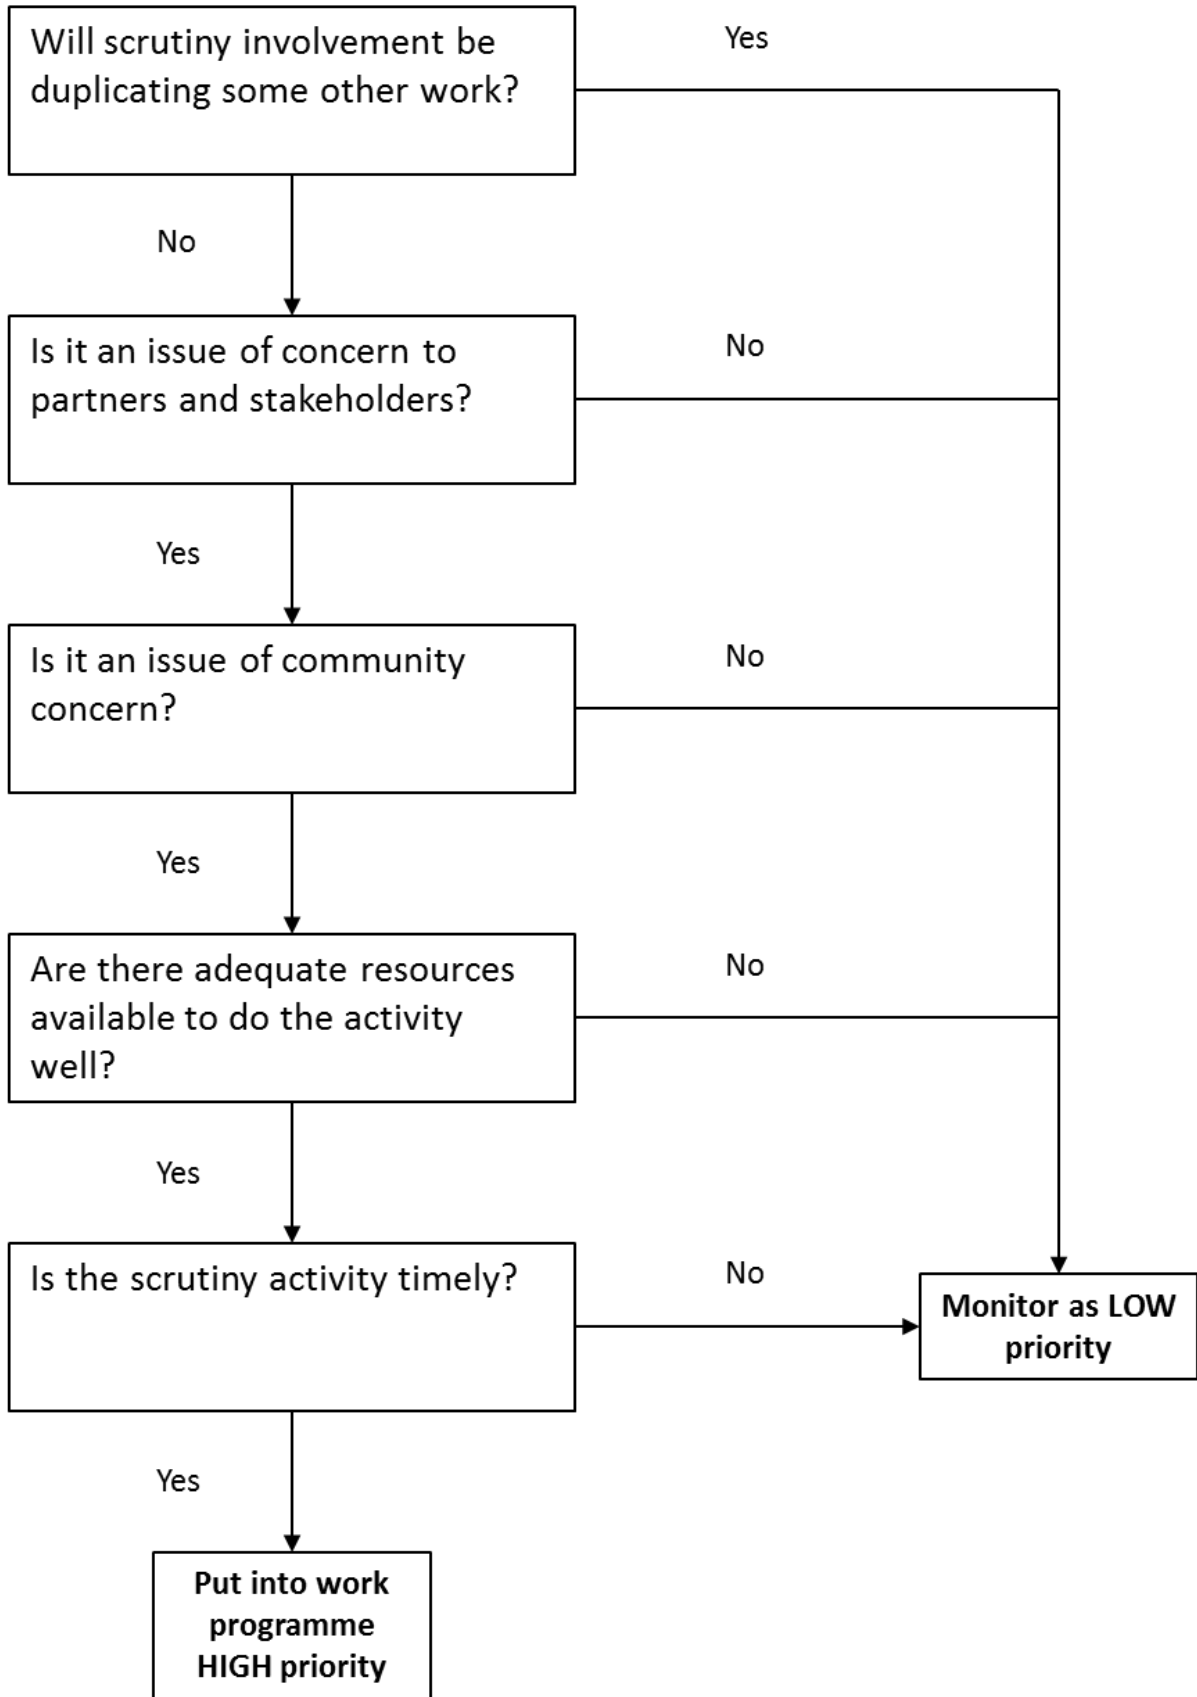 Will scrutiny involvement be
duplicating some other work?
Yes
No
Is it an issue of concern to
partners and stakeholders?
No
Yes
Is it an issue of community
concern?
No
Yes
Are there adequate resources
available to do the activity
well?
No
Yes
Is the scrutiny activity timely?
No
Monitor as LOW
priority
Yes
Put into work
programme
HIGH priority